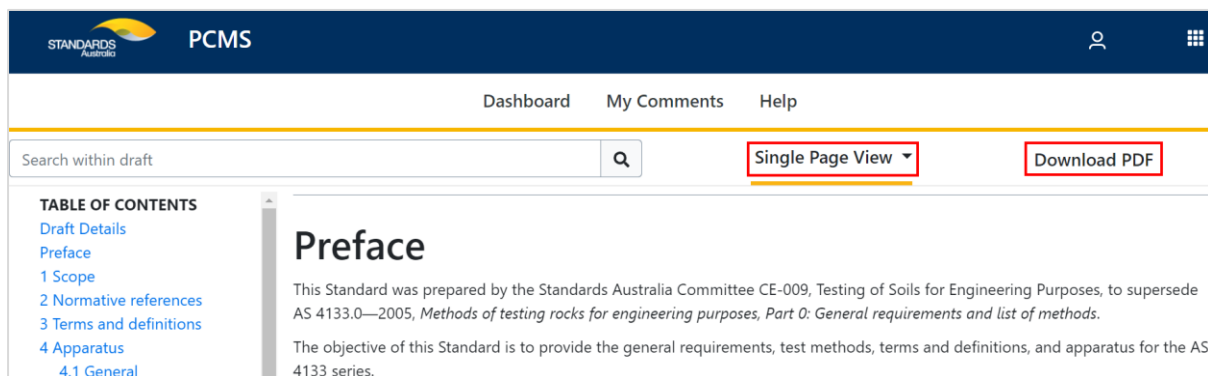 STANDARDS
Australia
PCMS
Dashboard My Comments Help
Search within draft
Single Page View
Download PDF
TABLE OF CONTENTS
Draft Details
Preface
1 Scope
2 Normative references
3 Terms and definitions
4 Apparatus
4.1 General
Preface
This Standard was prepared by the Standards Australia Committee CE-009, Testing of Soils for Engineering Purposes, to supersede
AS 4133.0—2005, Methods of testing rocks for engineering purposes, Part 0: General requirements and list of methods.
The objective of this Standard is to provide the general requirements, test methods, terms and definitions, and apparatus for the AS
4133 series.